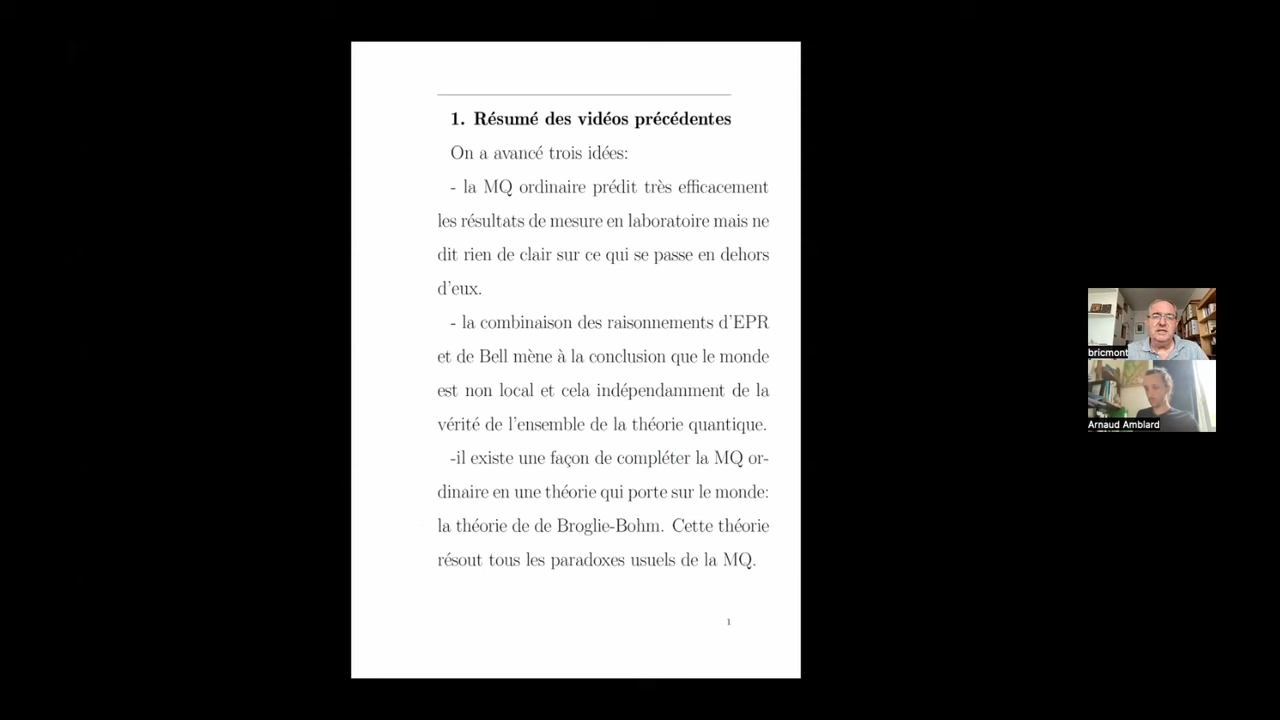 1. Résumé des vidéos précédentes
On a avancé trois idées:
- la MQ ordinaire prédit très efficacement
les résultats de mesure en laboratoire mais ne
dit rien de clair sur ce qui se passe en dehors
d'eux.
- la combinaison des raisonnements d'EPR
et de Bell mène à la conclusion que le monde
est non local et cela indépendamment de la
vérité de l'ensemble de la théorie quantique.
-il existe une façon de compléter la MQ or-
dinaire en une théorie qui porte sur le monde:
la théorie de de Broglie-Bohm. Cette théorie
résout tous les paradoxes usuels de la MQ.
1
bricmont
Arnaud Amblard